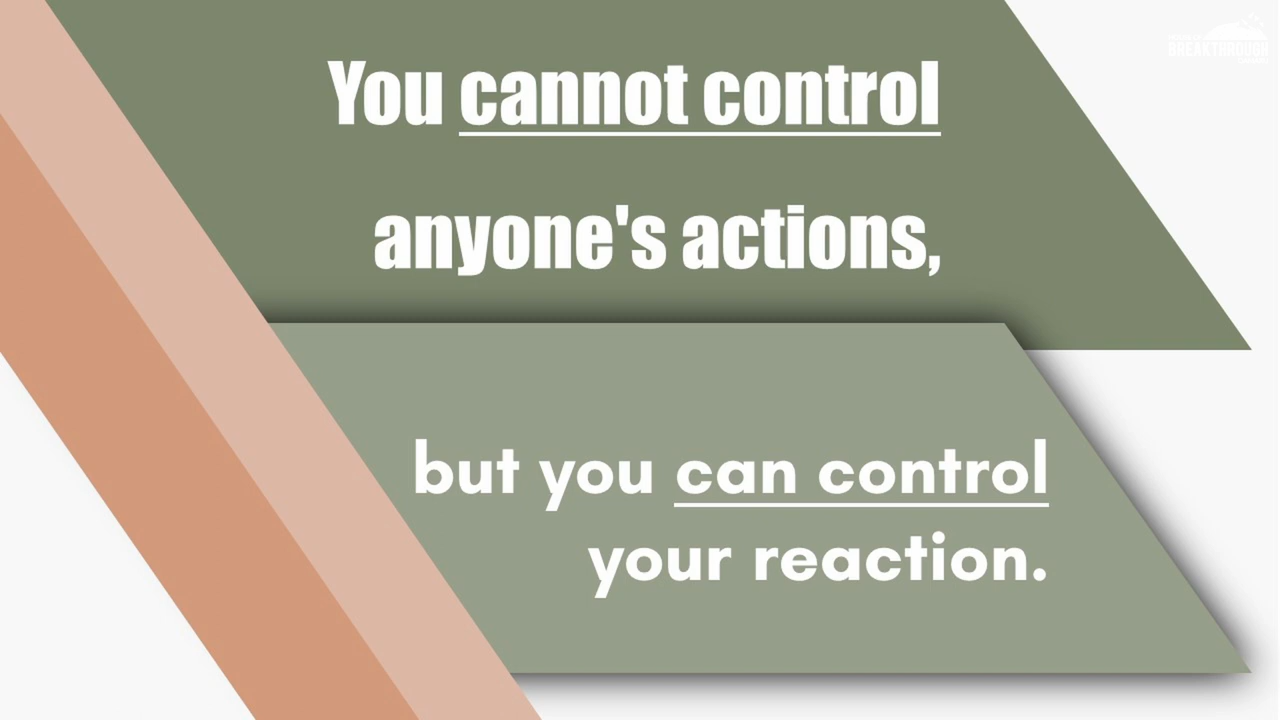 You cannot control
anyone's actions,
but you can control
your reaction.
BREAKTHROUGH